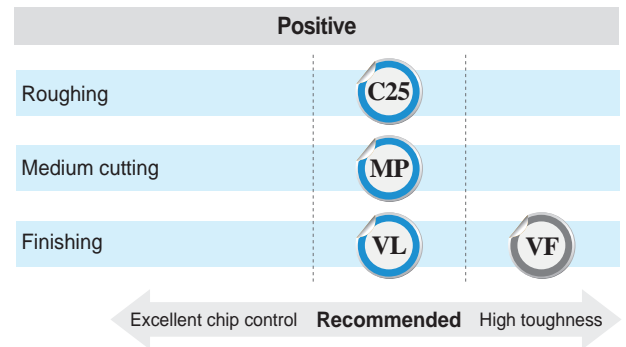 Positive
Roughing C25
Medium cutting MP
Finishing VL VF
Excellent chip control Recommended High toughness